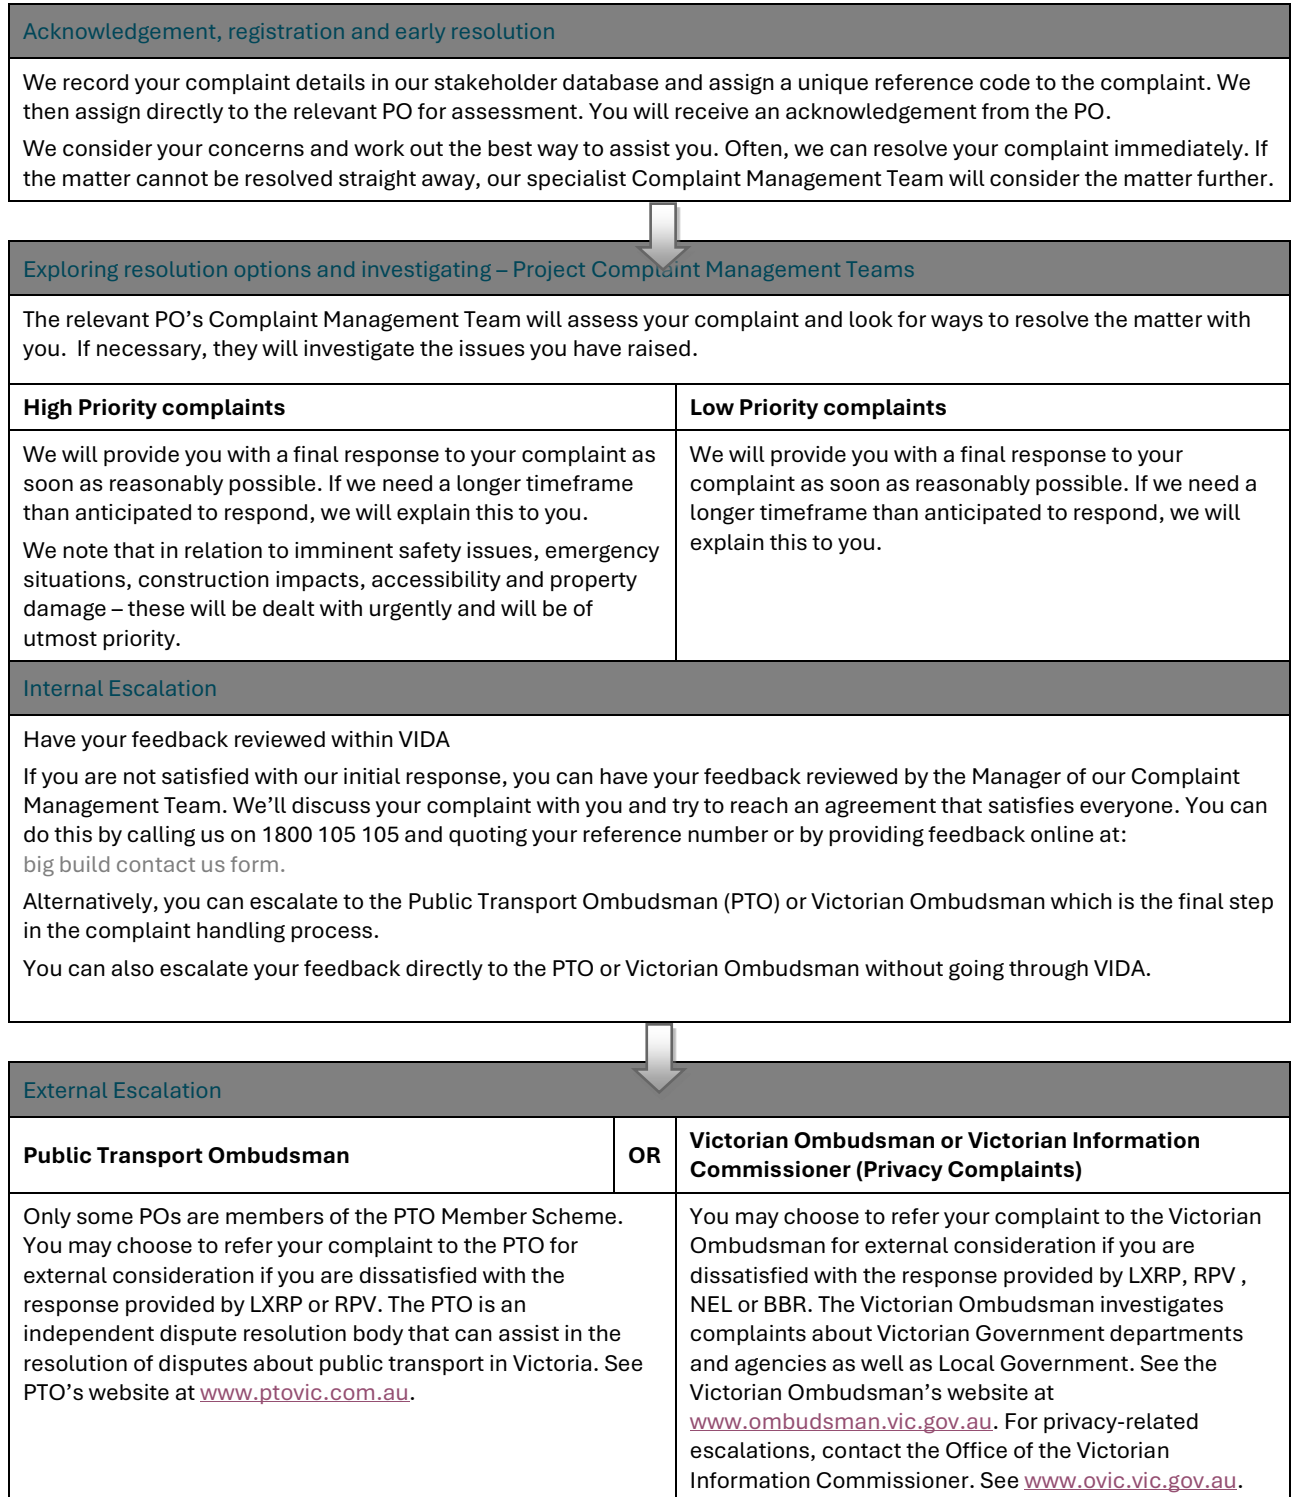 Acknowledgement, registration and early resolution
We record your complaint details in our stakeholder database and assign a unique reference code to the complaint. We
then assign directly to the relevant PO for assessment. You will receive an acknowledgement from the PO.
We consider your concerns and work out the best way to assist you. Often, we can resolve your complaint immediately. If
the matter cannot be resolved straight away, our specialist Complaint Management Team will consider the matter further.
Exploring resolution options and investigating – Project Complaint Management Teams
The relevant PO’s Complaint Management Team will assess your complaint and look for ways to resolve the matter with
you.  If necessary, they will investigate the issues you have raised.
High Priority complaints
We will provide you with a final response to your complaint as
soon as reasonably possible. If we need a longer timeframe
than anticipated to respond, we will explain this to you.
We note that in relation to imminent safety issues, emergency
situations, construction impacts, accessibility and property
damage – these will be dealt with urgently and will be of
utmost priority.
Low Priority complaints
We will provide you with a final response to your
complaint as soon as reasonably possible. If we need a
longer timeframe than anticipated to respond, we will
explain this to you.
Internal Escalation
Have your feedback reviewed within VIDA
If you are not satisfied with our initial response, you can have your feedback reviewed by the Manager of our Complaint
Management Team. We’ll discuss your complaint with you and try to reach an agreement that satisfies everyone. You can
do this by calling us on 1800 105 105 and quoting your reference number or by providing feedback online at:
big build contact us form.
Alternatively, you can escalate to the Public Transport Ombudsman (PTO) or Victorian Ombudsman which is the final step
in the complaint handling process.
You can also escalate your feedback directly to the PTO or Victorian Ombudsman without going through VIDA.
External Escalation
Public Transport Ombudsman
OR
Victorian Ombudsman or Victorian Information
Commissioner (Privacy Complaints)
Only some POs are members of the PTO Member Scheme.
You may choose to refer your complaint to the PTO for
external consideration if you are dissatisfied with the
response provided by LXRP or RPV. The PTO is an
independent dispute resolution body that can assist in the
resolution of disputes about public transport in Victoria. See
PTO’s website at www.ptovic.com.au.
You may choose to refer your complaint to the Victorian
Ombudsman for external consideration if you are
dissatisfied with the response provided by LXRP, RPV ,
NEL or BBR. The Victorian Ombudsman investigates
complaints about Victorian Government departments
and agencies as well as Local Government. See the
Victorian Ombudsman’s website at
www.ombudsman.vic.gov.au. For privacy-related
escalations, contact the Office of the Victorian
Information Commissioner. See www.ovic.vic.gov.au.